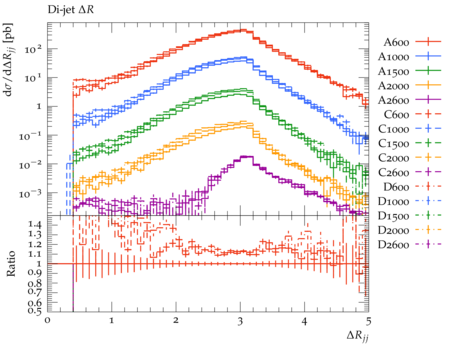 Di-jet ΔR
dσ/dΔR_jj [pb]
10²
10¹
1
10⁻¹
10⁻²
10⁻³
A600
A1000
A1500
A2000
A2600
C600
C1000
C1500
C2000
C2600
D600
D1000
D1500
D2000
D2600
Ratio
1.4
1.3
1.2
1.1
1
0.9
0.8
0.7
0.6
0.5
0 1 2 3 4 5
ΔR_jj